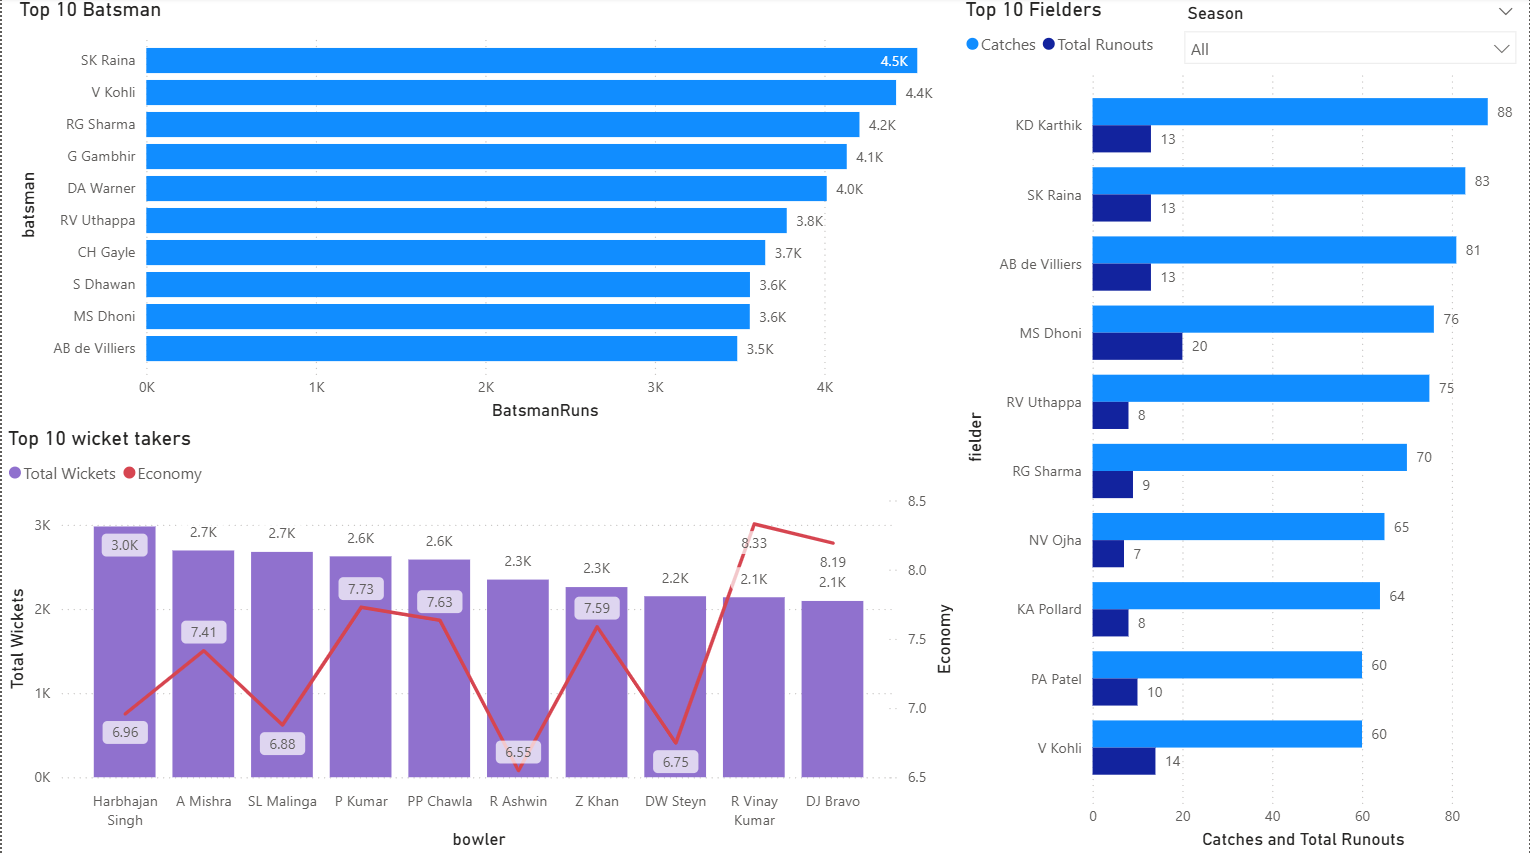 Top 10 Batsman
batsman
SK Raina 4.5K
V Kohli 4.4K
RG Sharma 4.2K
G Gambhir 4.1K
DA Warner 4.0K
RV Uthappa 3.8K
CH Gayle 3.7K
S Dhawan 3.6K
MS Dhoni 3.6K
AB de Villiers 3.5K
0K 1K 2K 3K 4K
BatsmanRuns
Top 10 wicket takers
Total Wickets Economy
Total Wickets
3K
2K
1K
0K
3.0K 2.7K 2.7K 2.6K 2.6K 2.3K 2.3K 2.2K 2.1K 2.1K
6.96 7.41 6.88 7.73 7.63 6.55 7.59 6.75 8.33 8.19
8.5
8.0
7.5
7.0
6.5
Economy
Harbhajan Singh
A Mishra
SL Malinga
P Kumar
PP Chawla
R Ashwin
Z Khan
DW Steyn
R Vinay Kumar
DJ Bravo
bowler
Top 10 Fielders
Catches Total Runouts
Season
All
fielder
KD Karthik 88 13
SK Raina 83 13
AB de Villiers 81 13
MS Dhoni 76 20
RV Uthappa 75 8
RG Sharma 70 9
NV Ojha 65 7
KA Pollard 64 8
PA Patel 60 10
V Kohli 60 14
0 20 40 60 80
Catches and Total Runouts